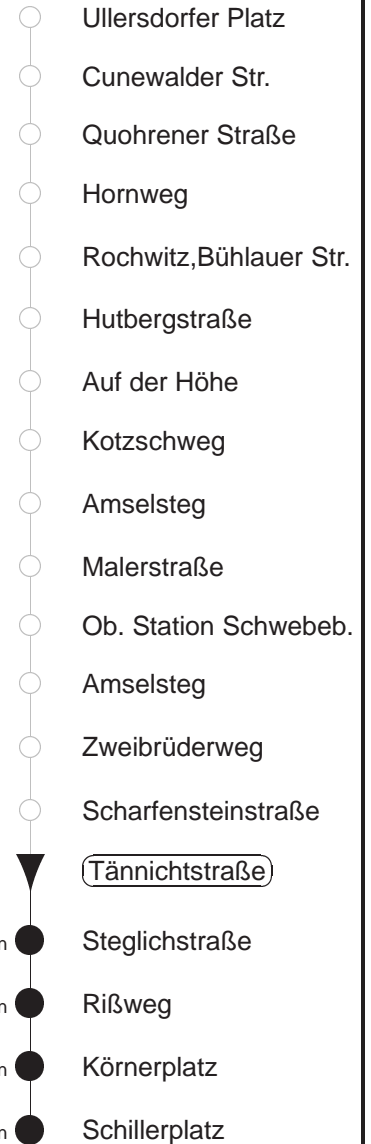 Ullersdorfer Platz
Cunewalder Str.
Quohrener Straße
Hornweg
Rochwitz,Bühlauer Str.
Hutbergstraße
Auf der Höhe
Kotzschweg
Amselsteg
Malerstraße
Ob. Station Schwebeb.
Amselsteg
Zweibrüderweg
Scharfensteinstraße
Tännichtstraße
Steglichstraße
Rißweg
Körnerplatz
Schillerplatz